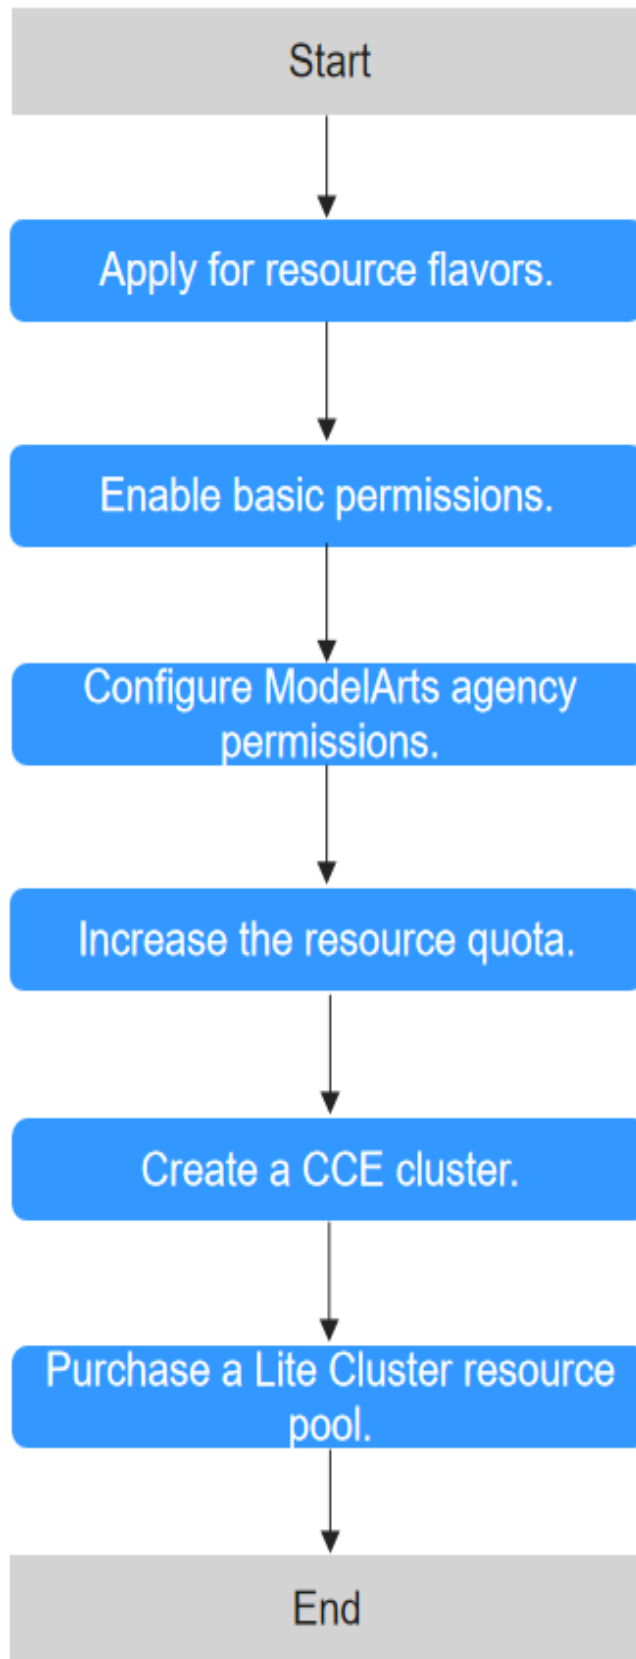 Start
Apply for resource flavors.
Enable basic permissions.
Configure ModelArts agency
permissions.
Increase the resource quota.
Create a CCE cluster.
Purchase a Lite Cluster resource
pool.
End